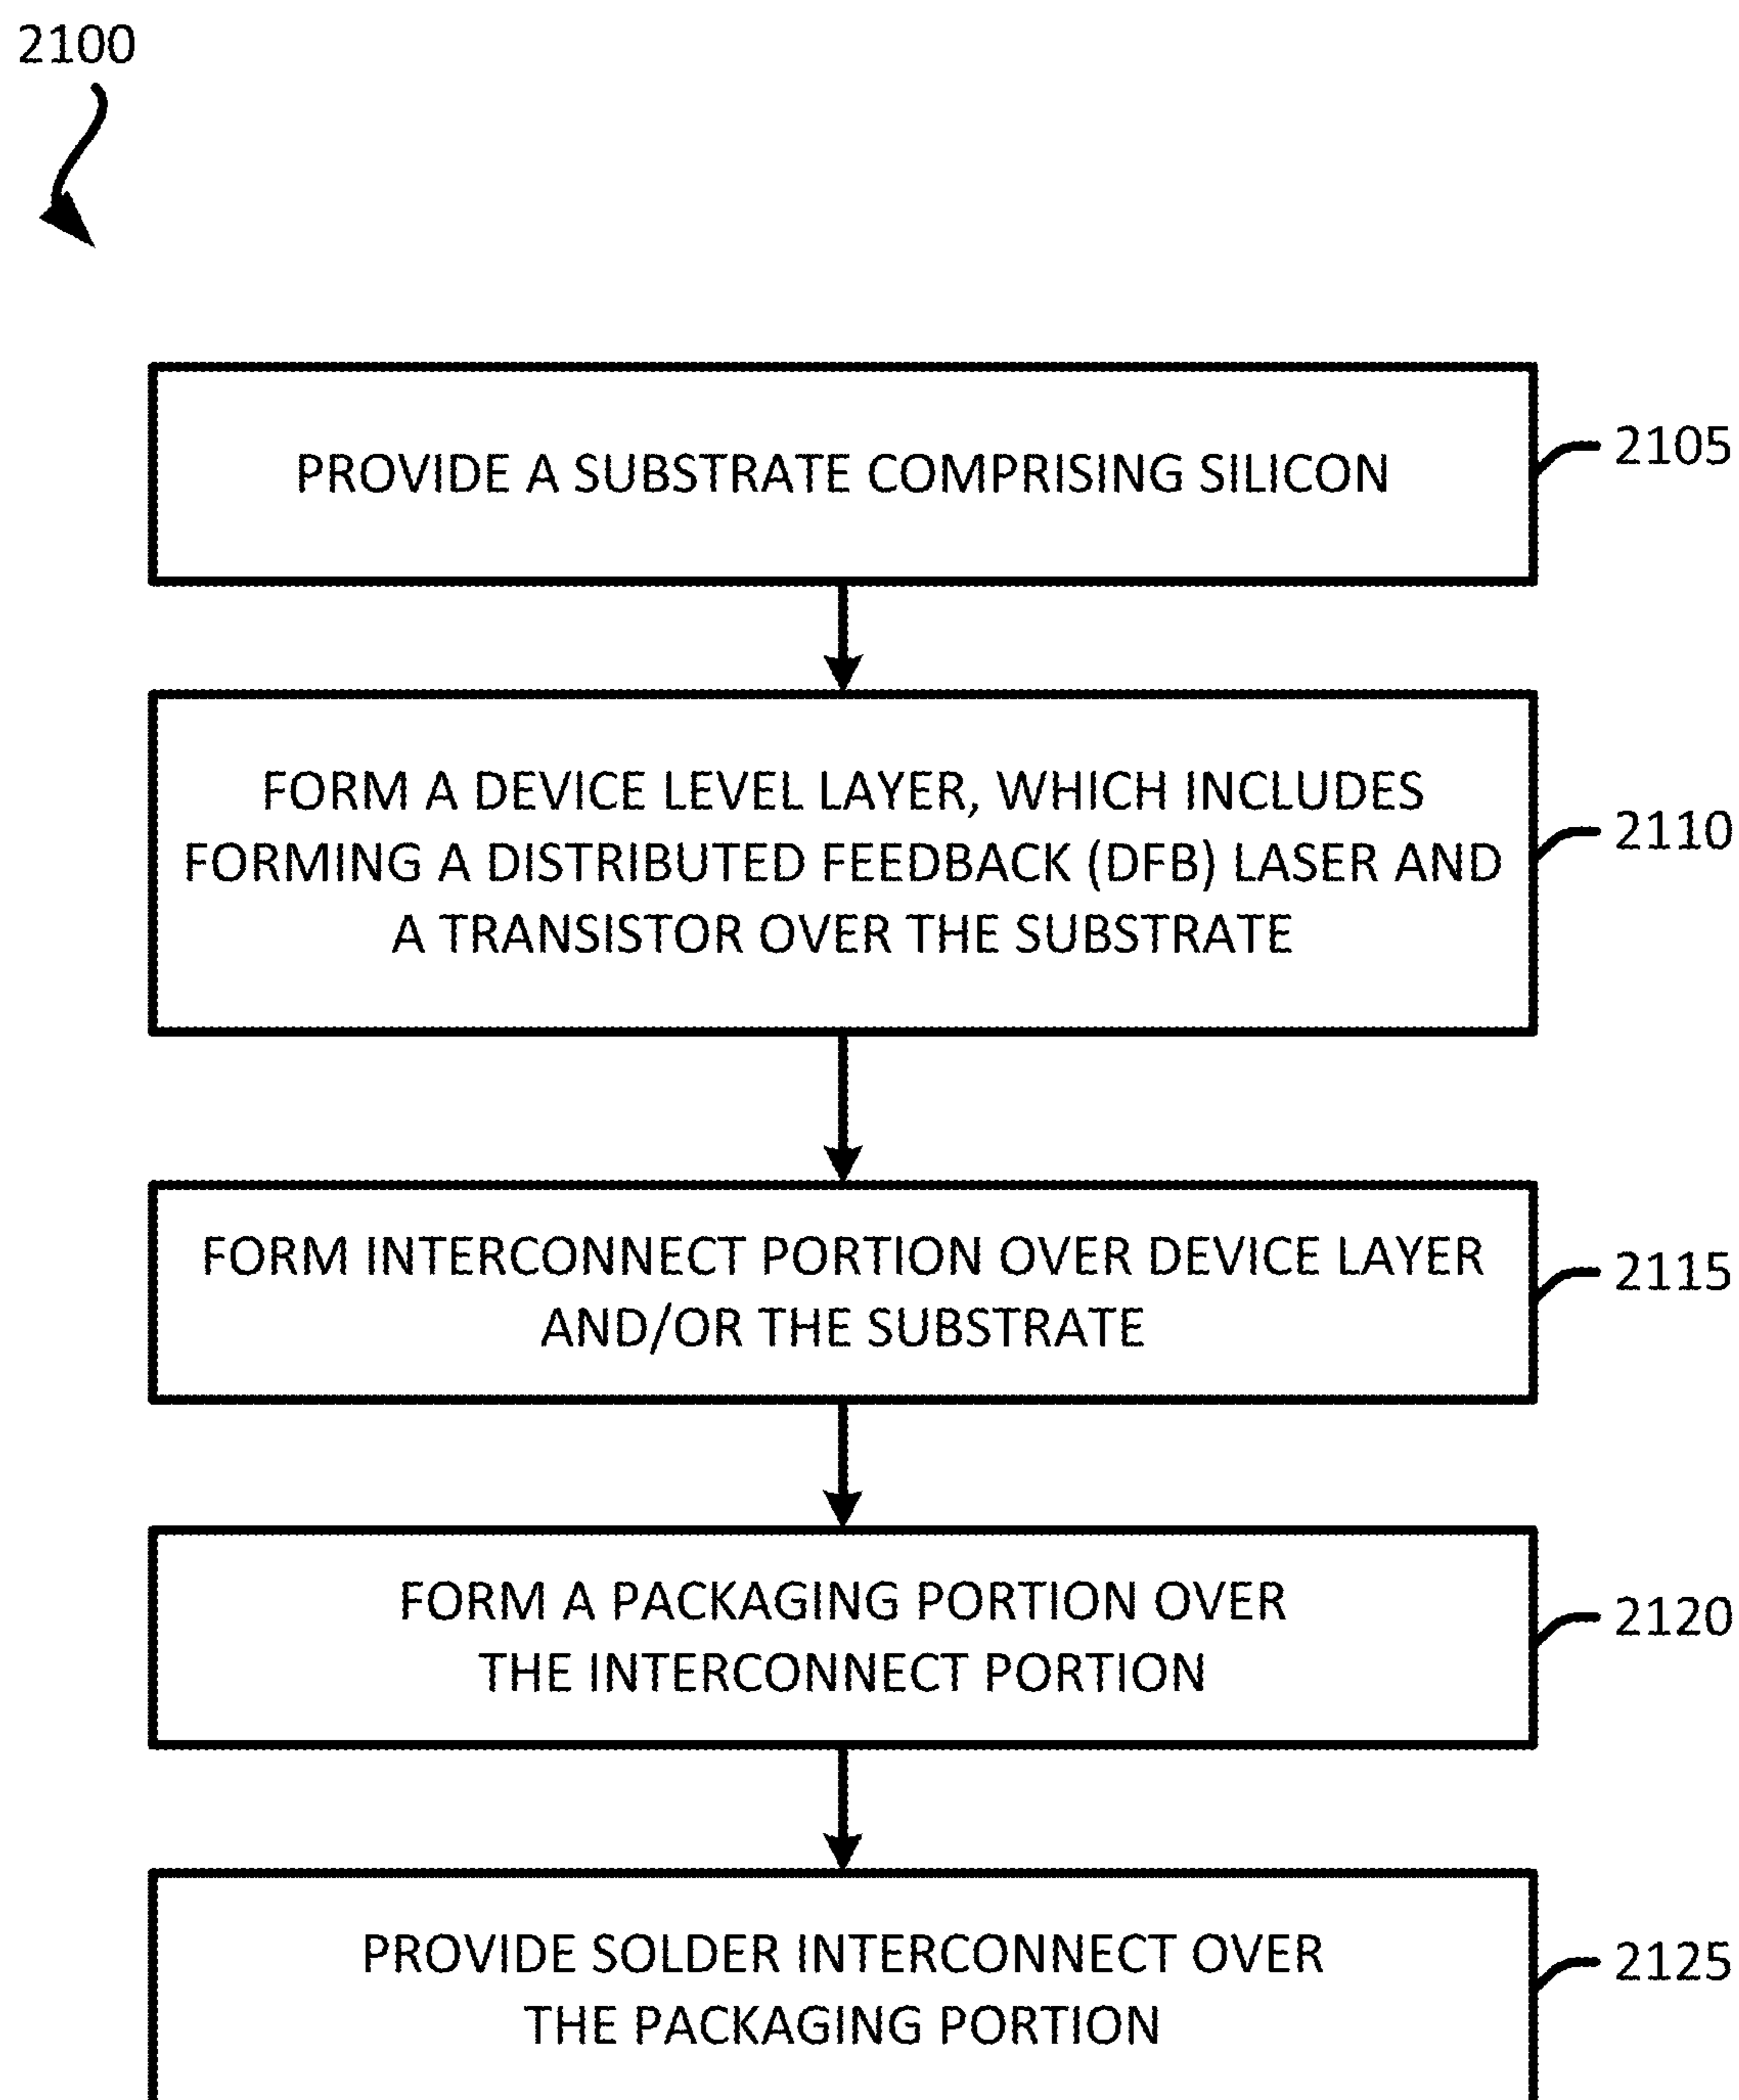 2100
PROVIDE A SUBSTRATE COMPRISING SILICON
2105
FORM A DEVICE LEVEL LAYER, WHICH INCLUDES
FORMING A DISTRIBUTED FEEDBACK (DFB) LASER AND
A TRANSISTOR OVER THE SUBSTRATE
2110
FORM INTERCONNECT PORTION OVER DEVICE LAYER
AND/OR THE SUBSTRATE
2115
FORM A PACKAGING PORTION OVER
THE INTERCONNECT PORTION
2120
PROVIDE SOLDER INTERCONNECT OVER
THE PACKAGING PORTION
2125